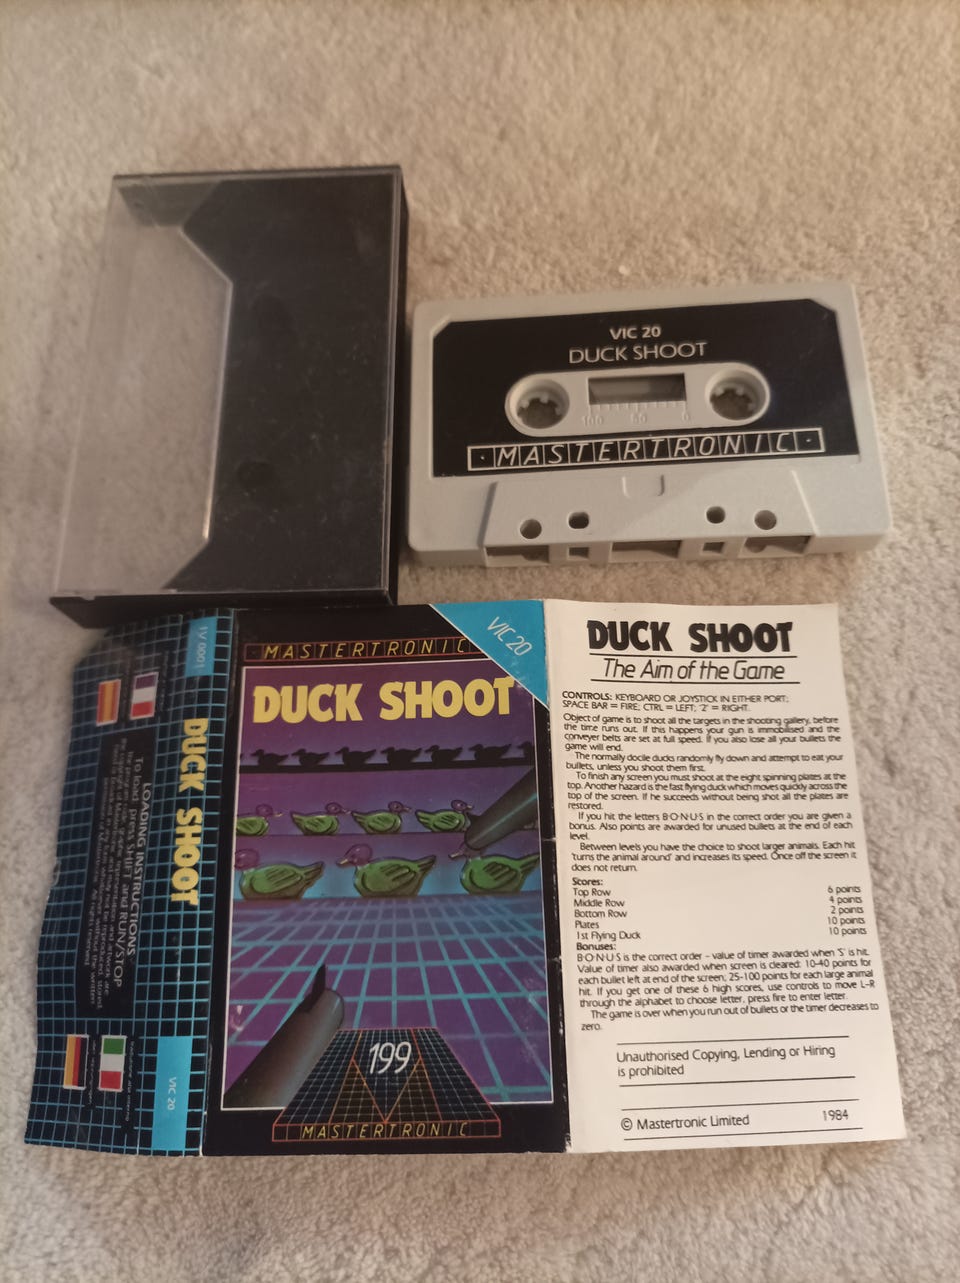 VIC 20
DUCK SHOOT
MASTERTRONIC
IV 0001
DUCK SHOOT
VIC 20
LOADING INSTRUCTIONS
To load, press SHIFT and RUN/STOP
MASTERTRONIC
VIC 20
DUCK SHOOT
199
MASTERTRONIC
DUCK SHOOT
The Aim of the Game
CONTROLS: KEYBOARD OR JOYSTICK IN EITHER PORT;
SPACE BAR = FIRE; CTRL = LEFT; '2' = RIGHT.
Object of game is to shoot all the targets in the shooting gallery, before
the time runs out. If this happens your gun is immobilised and the
conveyer belts are set at full speed. If you also lose all your bullets the
game will end.
The normally docile ducks randomly fly down and attempt to eat your
bullets, unless you shoot them first.
To finish any screen you must shoot at the eight spinning plates at the
top. Another hazard is the fast flying duck which moves quickly across the
top of the screen. If he succeeds without being shot all the plates are
restored.
If you hit the letters B·O·N·U·S in the correct order you are given a
bonus. Also points are awarded for unused bullets at the end of each
level.
Between levels you have the choice to shoot larger animals. Each hit
'turns the animal around' and increases its speed. Once off the screen it
does not return.
Scores:
Top Row 6 points
Middle Row 4 points
Bottom Row 2 points
Plates 10 points
1st Flying Duck 10 points
Bonuses:
B·O·N·U·S is the correct order – value of timer awarded when 'S' is hit.
Value of timer also awarded when screen is cleared: 10-40 points for
each bullet left at end of the screen; 25-100 points for each large animal
hit. If you get one of these 6 high scores, use controls to move L-R
through the alphabet to choose letter, press fire to enter letter.
The game is over when you run out of bullets or the timer decreases to
zero.
Unauthorised Copying, Lending or Hiring
is prohibited
© Mastertronic Limited 1984